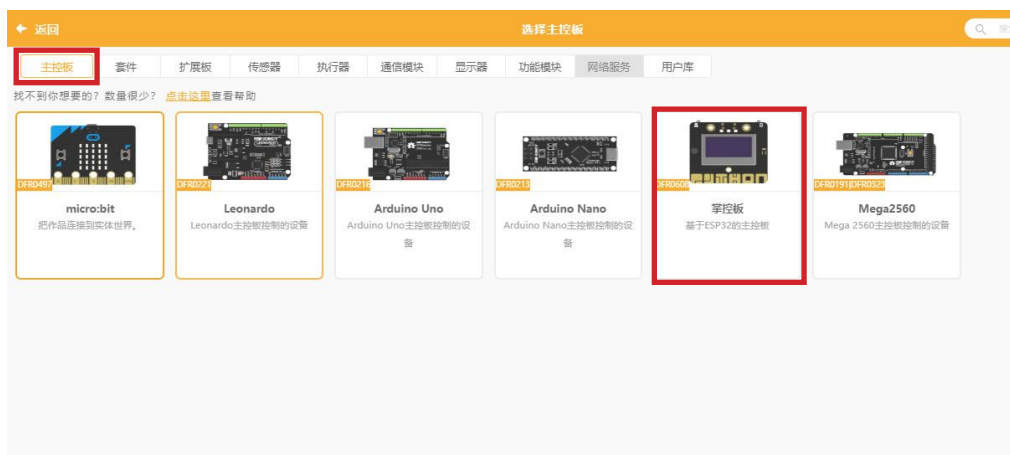 返回
选择主控板
主控板 套件 扩展板 传感器 执行器 通信模块 显示器 功能模块 网络服务 用户库
找不到你想要的？数量很少？ 点击这里查看帮助
DFR0497
micro:bit
把作品连接到实体世界。
DFR0221
Leonardo
Leonardo主控板控制的设备
DFR0216
Arduino Uno
Arduino Uno主控板控制的设
备
DFR0213
Arduino Nano
Arduino Nano主控板控制的设
备
DFR0608
掌控板
基于ESP32的主控板
DFR0191|DFR0323
Mega2560
Mega 2560主控板控制的设备